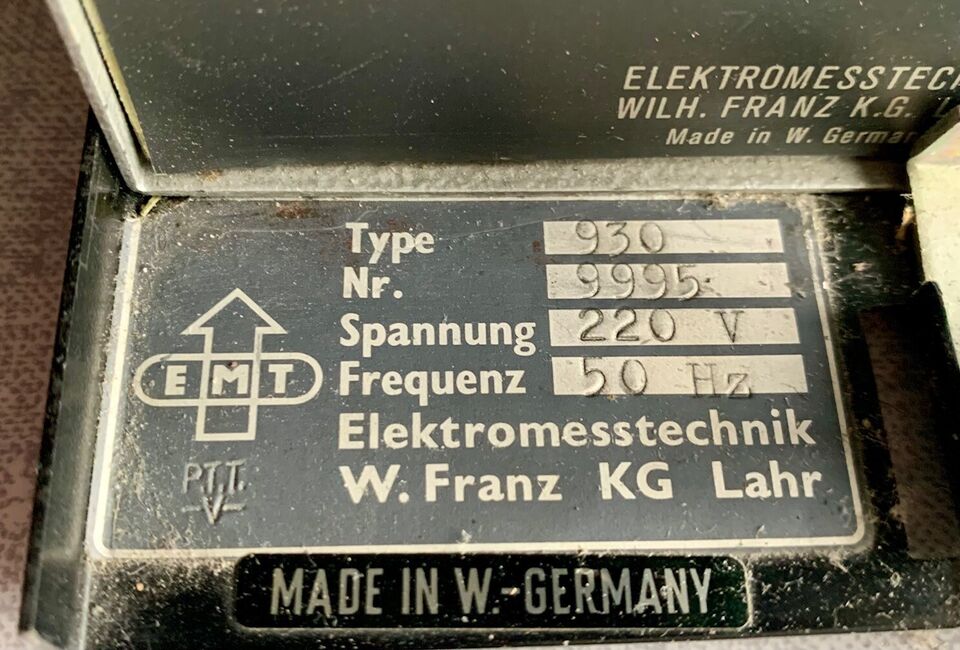 ELEKTROMESSTEC
WILH. FRANZ K.G.
Made in W. German
Type 930
Nr. 9995
Spannung 220 V
Frequenz 50 Hz
EMT
Elektromesstechnik
P.T.T.
V
W. Franz KG Lahr
MADE IN W.-GERMANY